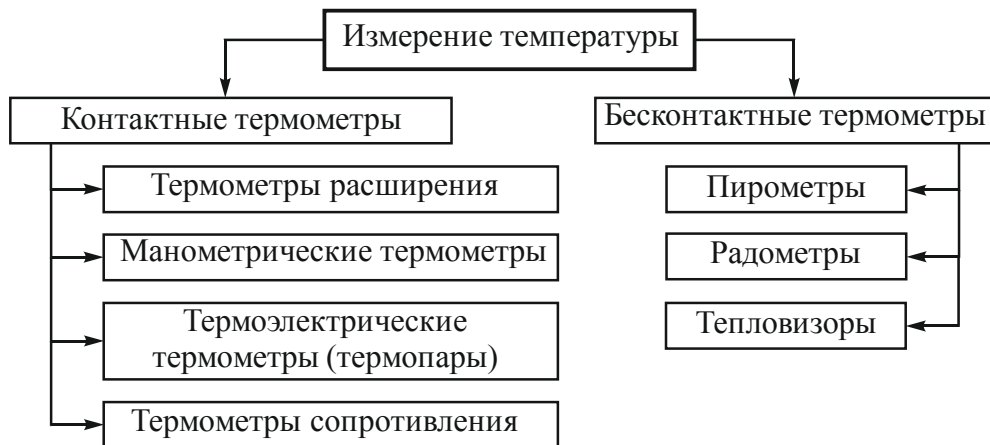 Измерение температуры
Контактные термометры
Термометры расширения
Манометрические термометры
Термоэлектрические
термометры (термопары)
Термометры сопротивления
Бесконтактные термометры
Пирометры
Радометры
Тепловизоры